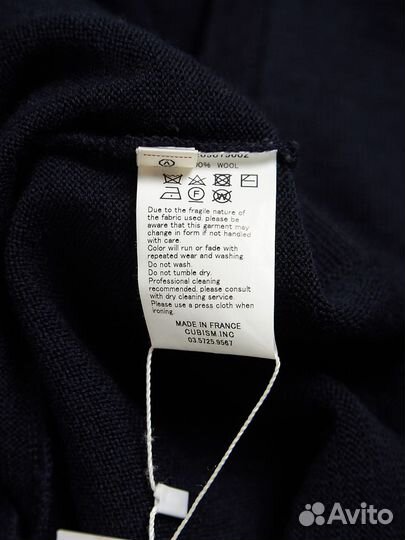 WOOL
Due to the fragile nature of
the fabric used, please be
aware that this garment may
change in form if not handled
with care.
Color will run or fade with
repeated wear and washing
Do not wash.
Do not tumble dry.
Professional cleaning
recommended, please consult
with dry cleaning service.
Please use a press cloth when
ironing.
MADE IN FRANCE
CUBISM.INC
03.5725.9567
Avito